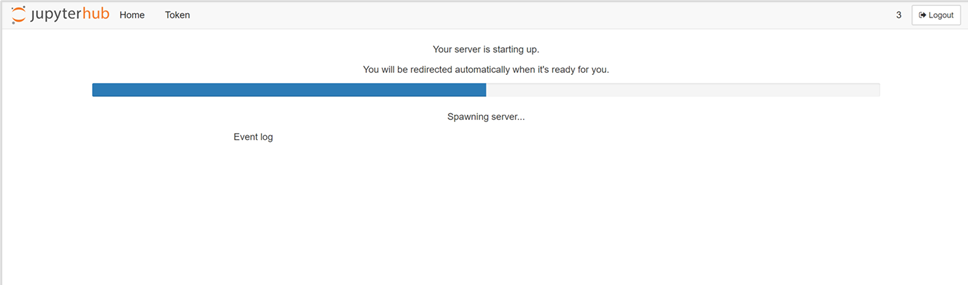 jupyterhub Home Token 3 Logout
Your server is starting up.
You will be redirected automatically when it's ready for you.
Spawning server...
Event log